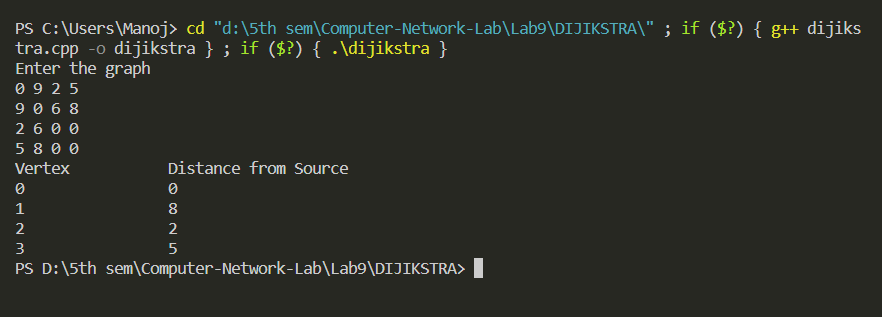 PS C:\Users\Manoj> cd "d:\5th sem\Computer-Network-Lab\Lab9\DIJIKSTRA\" ; if ($?) { g++ dijiks
tra.cpp -o dijikstra } ; if ($?) { .\dijikstra }
Enter the graph
0 9 2 5
9 0 6 8
2 6 0 0
5 8 0 0
Vertex Distance from Source
0 0
1 8
2 2
3 5
PS D:\5th sem\Computer-Network-Lab\Lab9\DIJIKSTRA>